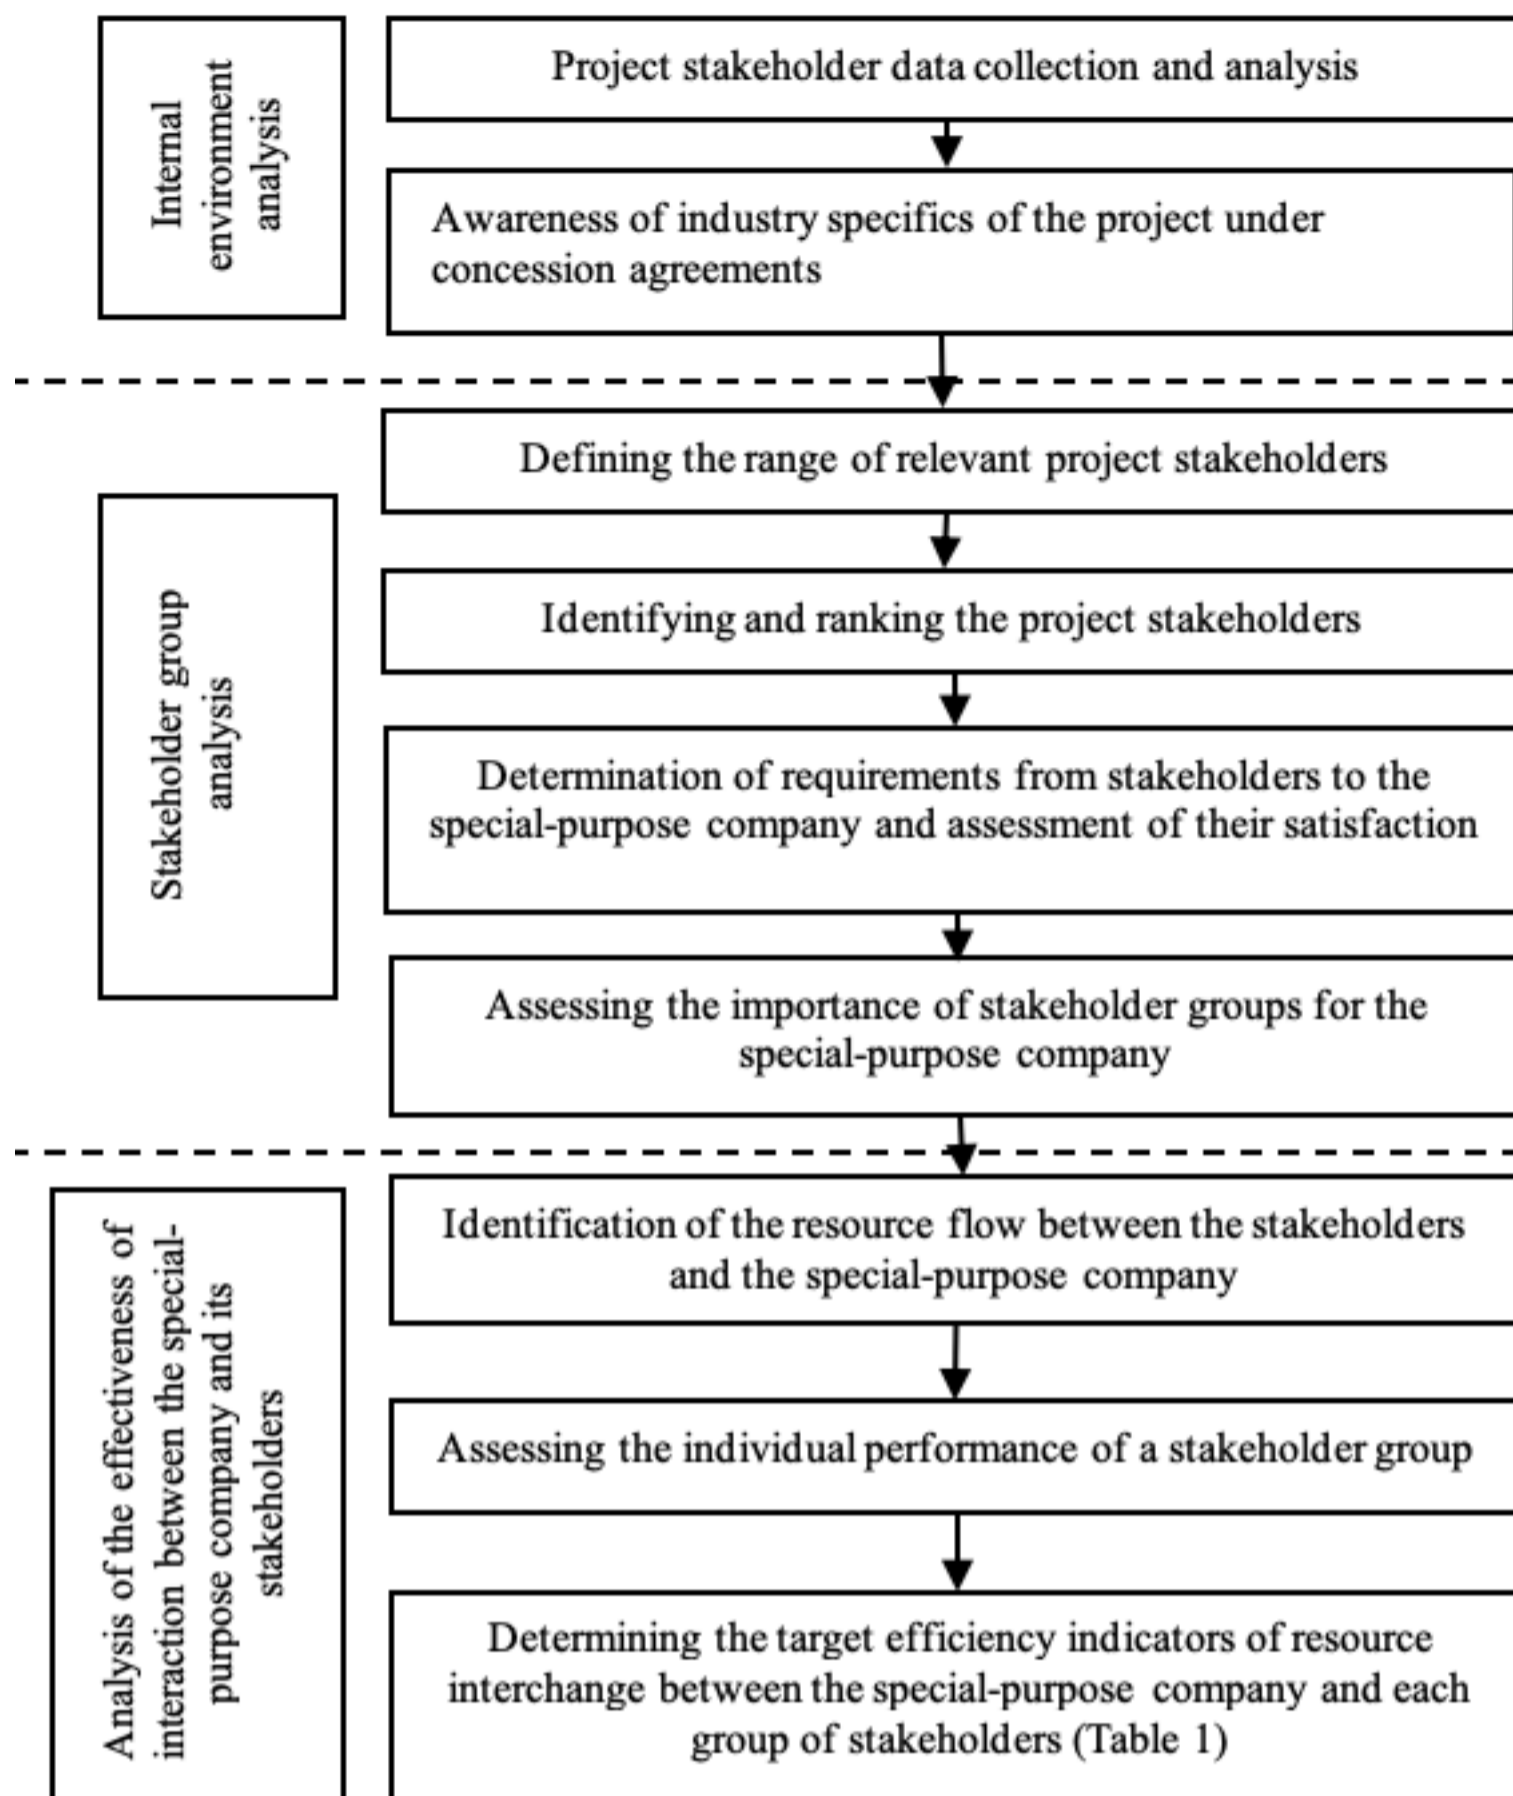 Internal
environment
analysis
Project stakeholder data collection and analysis
Awareness of industry specifics of the project under
concession agreements
Stakeholder group
analysis
Defining the range of relevant project stakeholders
Identifying and ranking the project stakeholders
Determination of requirements from stakeholders to the
special-purpose company and assessment of their satisfaction
Assessing the importance of stakeholder groups for the
special-purpose company
Analysis of the effectiveness of
interaction between the special-
purpose company and its
stakeholders
Identification of the resource flow between the stakeholders
and the special-purpose company
Assessing the individual performance of a stakeholder group
Determining the target efficiency indicators of resource
interchange between the special-purpose company and each
group of stakeholders (Table 1)